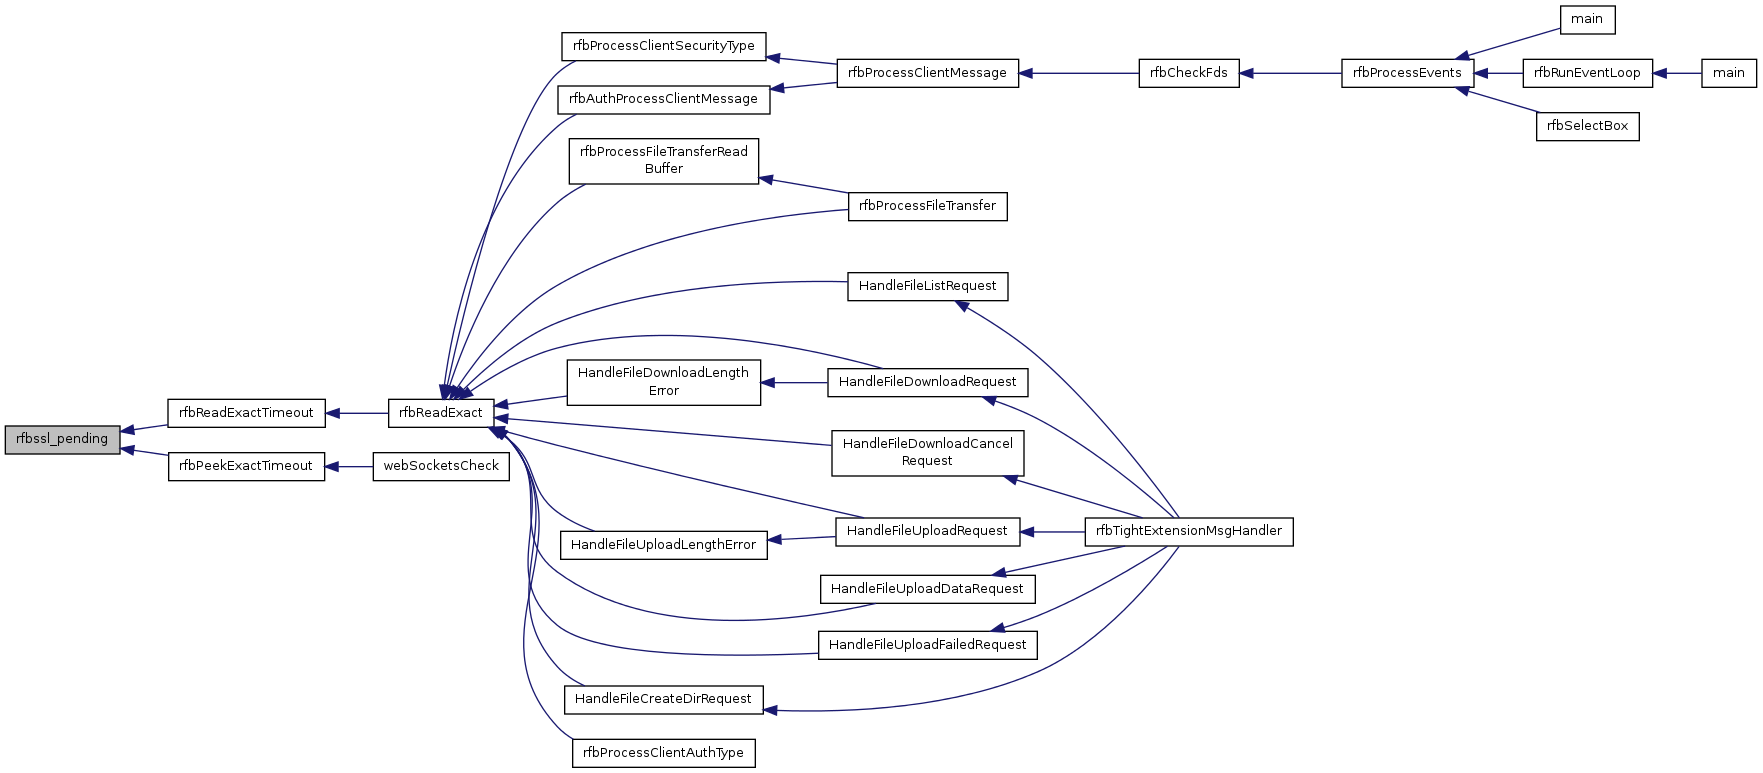 main
rfbProcessClientSecurityType
rfbProcessClientMessage
rfbCheckFds
rfbProcessEvents
rfbRunEventLoop
main
rfbAuthProcessClientMessage
rfbSelectBox
rfbProcessFileTransferRead
Buffer
rfbProcessFileTransfer
HandleFileListRequest
HandleFileDownloadLength
Error
HandleFileDownloadRequest
rfbReadExactTimeout
rfbReadExact
rfbssl_pending
HandleFileDownloadCancel
Request
rfbPeekExactTimeout
webSocketsCheck
HandleFileUploadRequest
rfbTightExtensionMsgHandler
HandleFileUploadLengthError
HandleFileUploadDataRequest
HandleFileUploadFailedRequest
HandleFileCreateDirRequest
rfbProcessClientAuthType